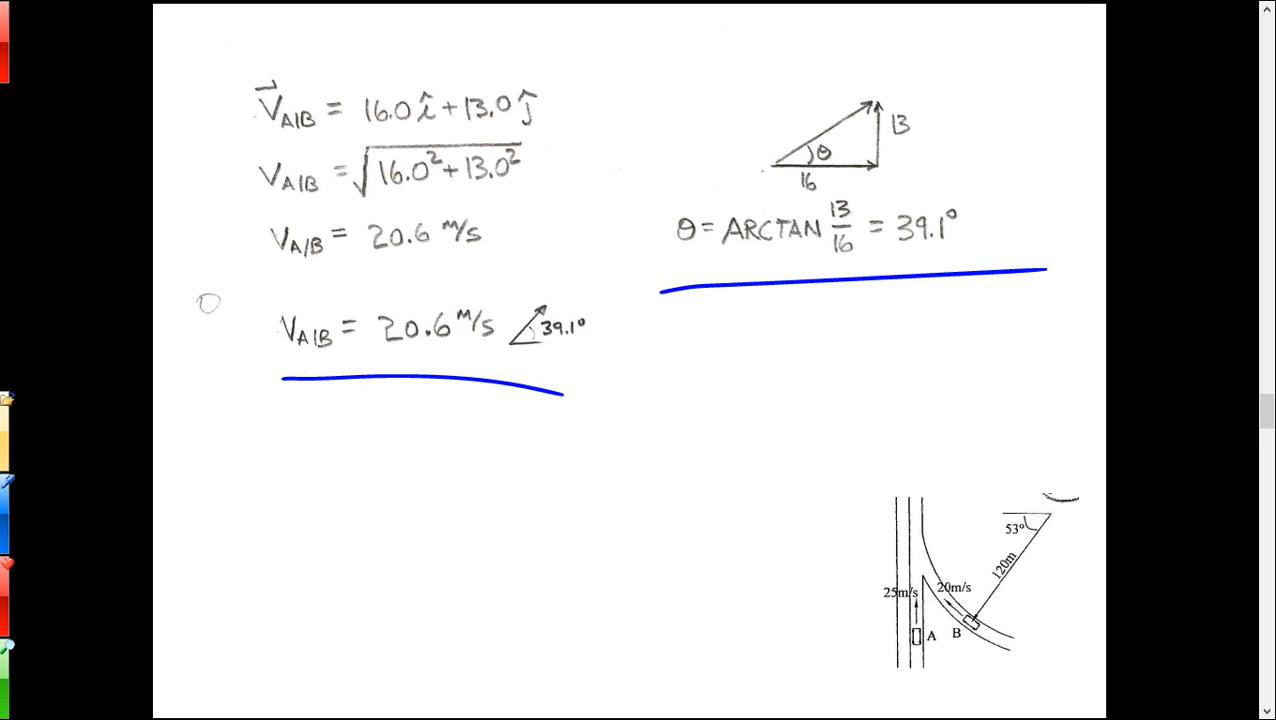 V⃗A/B = 16.0 î + 13.0 ĵ
VA/B = √16.0² + 13.0²
VA/B = 20.6 m/s
VA/B = 20.6 m/s 39.1°
13
θ
16
θ = ARCTAN 13/16 = 39.1°
53°
120m
25m/s 20m/s
A B